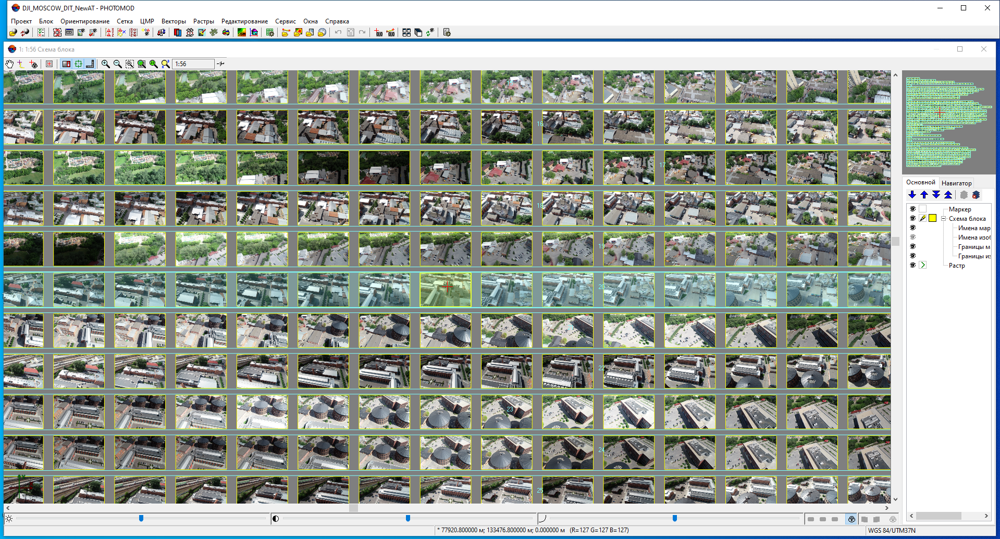 DJI_MOSCOW_DIT_NewAT - PHOTOMOD
Проект Блок Ориентирование Сетка ЦМР Векторы Растры Редактирование Сервис Окна Справка
1: 1:56 Схема блока
1:56
16
17
18
19
20
22
23
24
25
Основной Навигатор
Маркер
Схема блока
Имена мар
Имена изоб
Границы м
Границы из
Растр
* 77920.800000 м; 133476.800000 м; 0.000000 м (R=127 G=127 B=127)
WGS 84/UTM37N